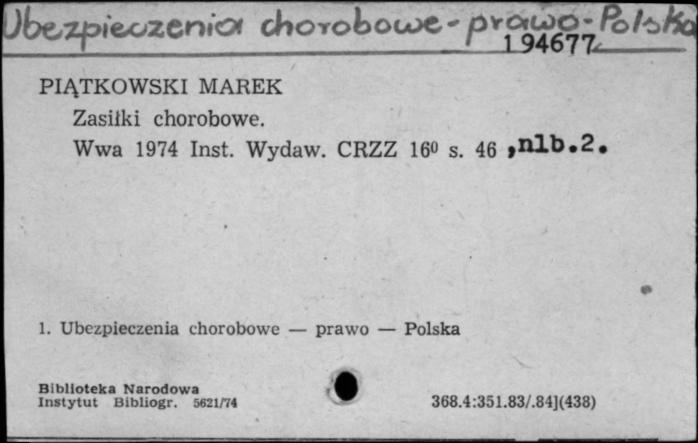 Ubezpieczenia chorobowe - prawo - Polska
194677
PIĄTKOWSKI MAREK
Zasiłki chorobowe.
Wwa 1974 Inst. Wydaw. CRZZ 16⁰ s. 46 ,nlb.2.
1. Ubezpieczenia chorobowe — prawo — Polska
Biblioteka Narodowa
Instytut Bibliogr. 5621/74
368.4:351.83/.84](438)